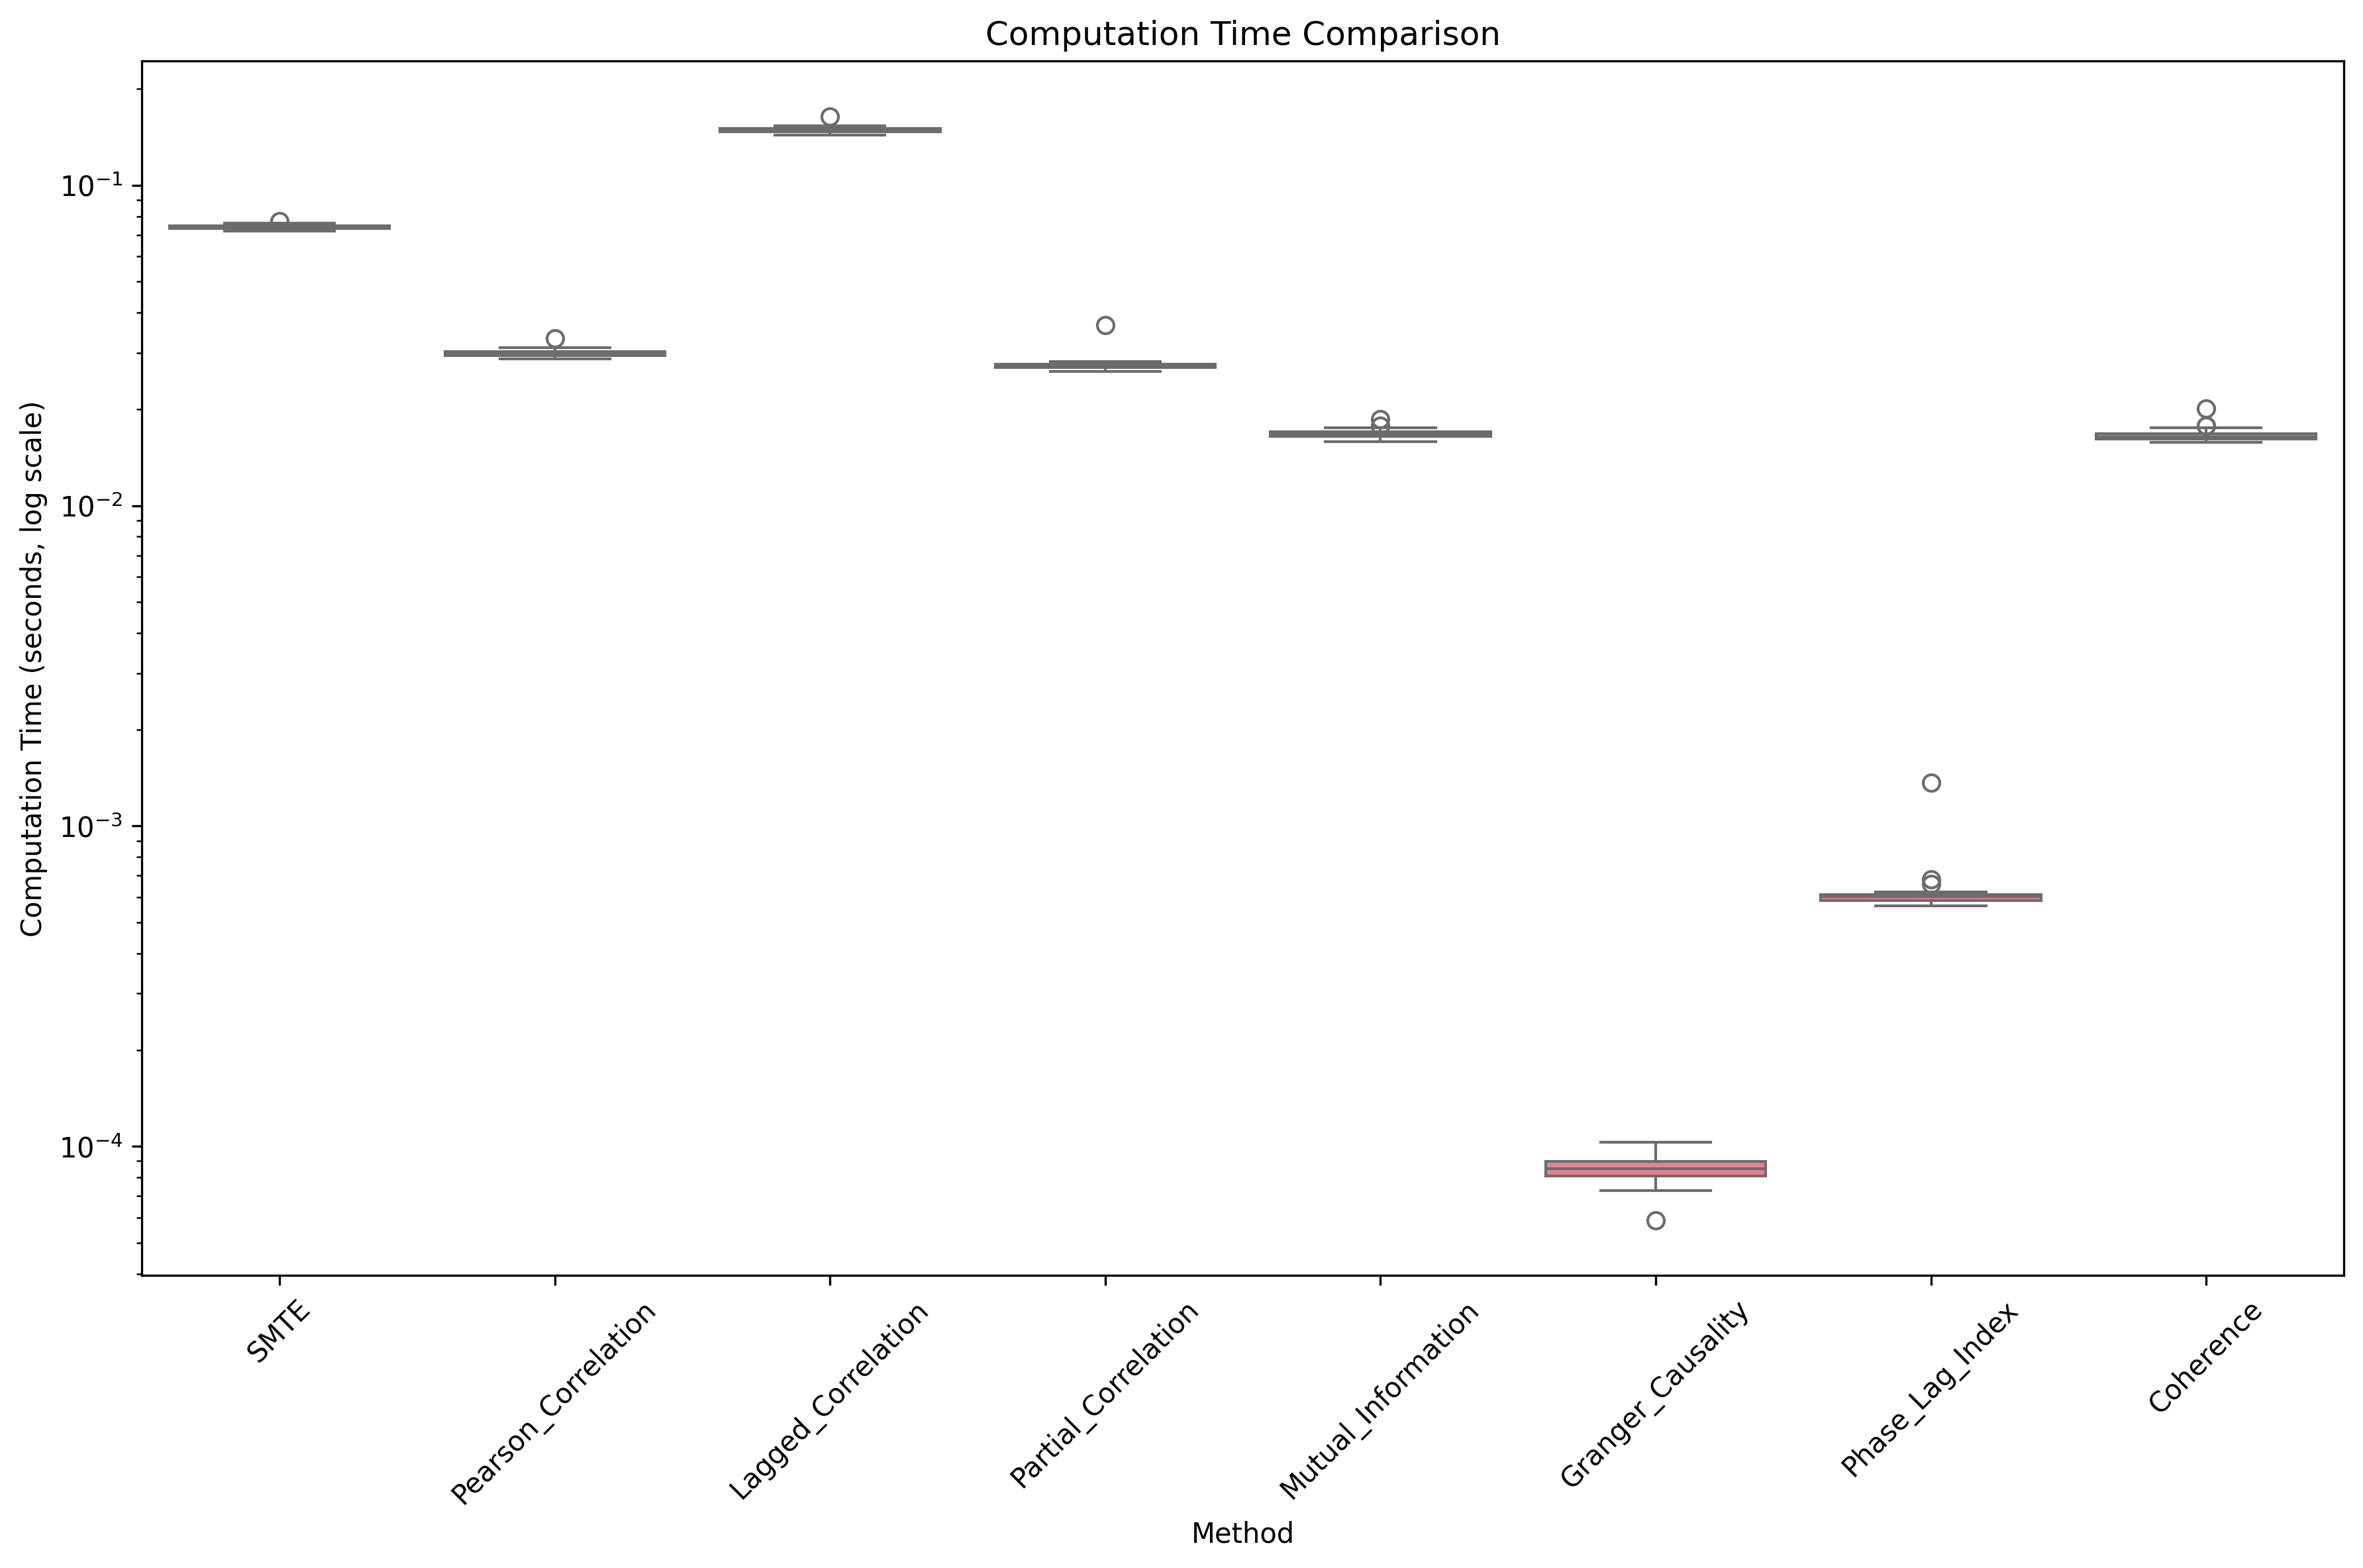 Computation Time Comparison
Computation Time (seconds, log scale)
10⁻¹
10⁻²
10⁻³
10⁻⁴
SMTE
Pearson_Correlation
Lagged_Correlation
Partial_Correlation
Mutual_Information
Granger_Causality
Phase_Lag_Index
Coherence
Method